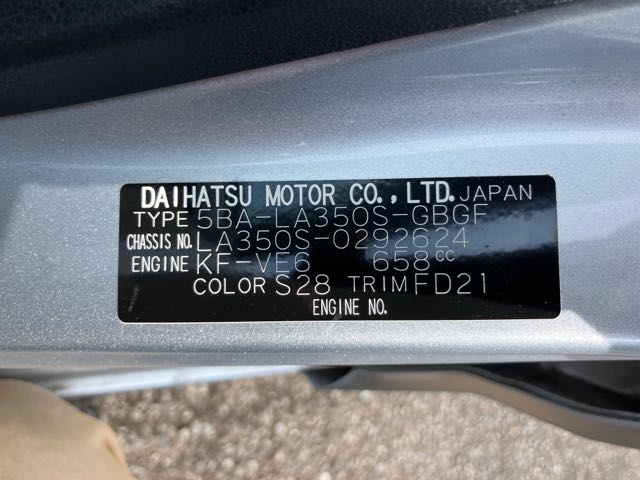 DAIHATSU MOTOR CO., LTD. JAPAN
TYPE 5BA-LA350S-GBGF
CHASSIS NO. LA350S-0292624
ENGINE KF-VE6 658cc
COLOR S28 TRIM FD21
ENGINE NO.